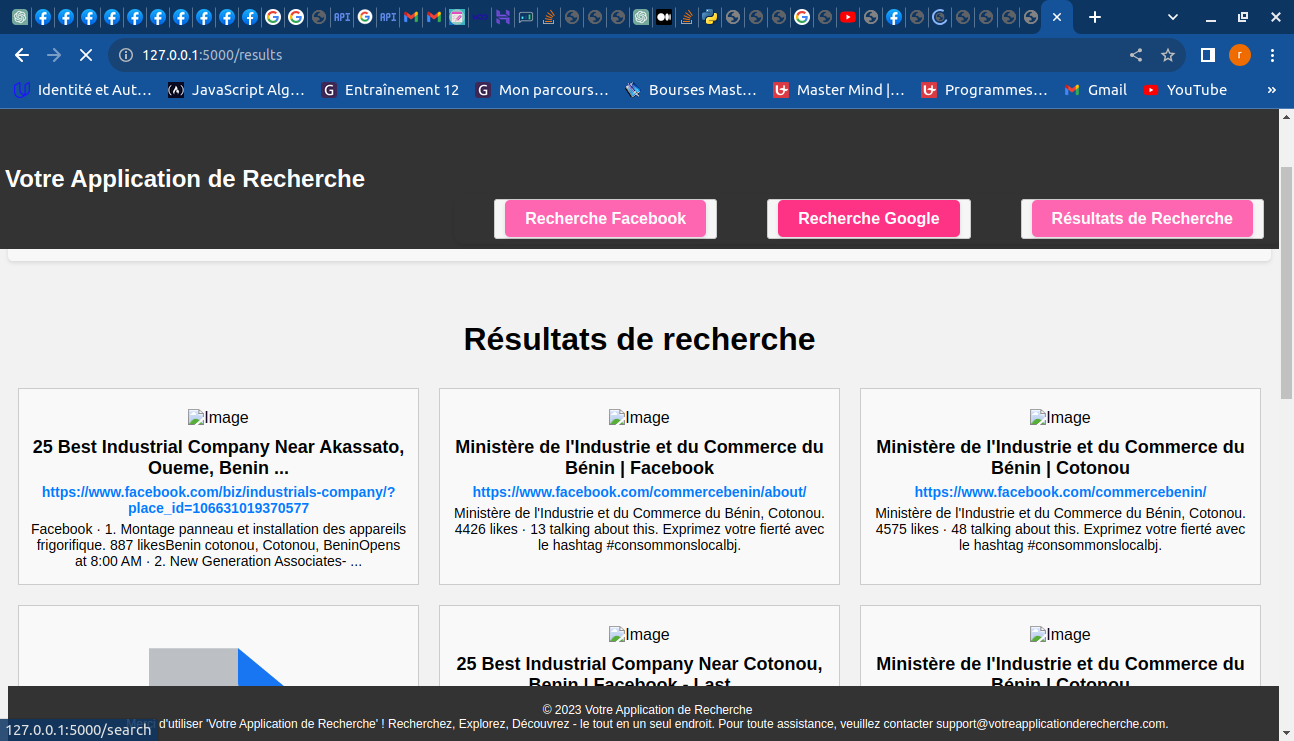 API
API
127.0.0.1:5000/results
r
Identité et Aut…
JavaScript Alg…
Entraînement 12
Mon parcours…
Bourses Mast…
Master Mind |…
Programmes…
Gmail
YouTube
»
Votre Application de Recherche
Recherche Facebook
Recherche Google
Résultats de Recherche
Résultats de recherche
Image
25 Best Industrial Company Near Akassato,
Oueme, Benin ...
https://www.facebook.com/biz/industrials-company/?
place_id=106631019370577
Facebook · 1. Montage panneau et installation des appareils
frigorifique. 887 likesBenin cotonou, Cotonou, BeninOpens
at 8:00 AM · 2. New Generation Associates- ...
Image
Ministère de l'Industrie et du Commerce du
Bénin | Facebook
https://www.facebook.com/commercebenin/about/
Ministère de l'Industrie et du Commerce du Bénin, Cotonou.
4426 likes · 13 talking about this. Exprimez votre fierté avec
le hashtag #consommonslocalbj.
Image
Ministère de l'Industrie et du Commerce du
Bénin | Cotonou
https://www.facebook.com/commercebenin/
Ministère de l'Industrie et du Commerce du Bénin, Cotonou.
4575 likes · 48 talking about this. Exprimez votre fierté avec
le hashtag #consommonslocalbj.
Image
25 Best Industrial Company Near Cotonou,
Benin | Facebook - Last
Image
Ministère de l'Industrie et du Commerce du
Bénin | Cotonou
© 2023 Votre Application de Recherche
d'utiliser 'Votre Application de Recherche' ! Recherchez, Explorez, Découvrez - le tout en un seul endroit. Pour toute assistance, veuillez contacter support@votreapplicationderecherche.com.
127.0.0.1:5000/search